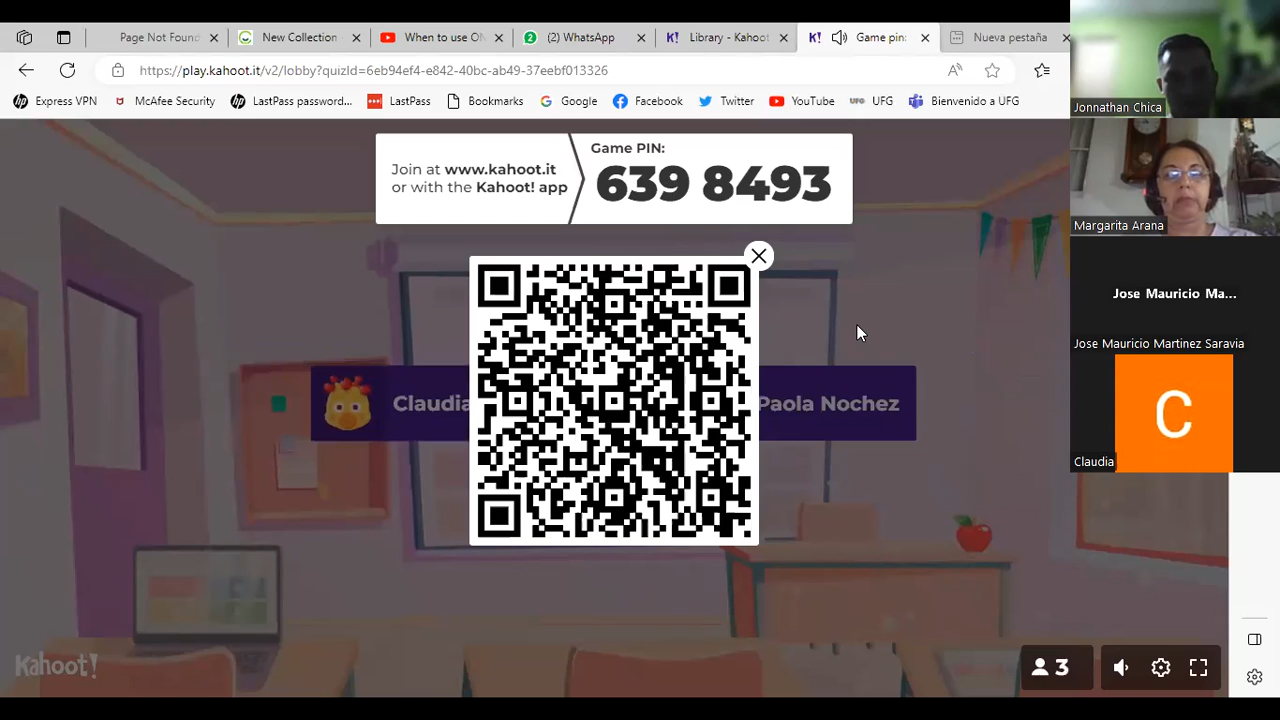 Page Not Foun
New Collection
When to use ON
(2) WhatsApp
Library - Kahoot
Game pin:
Nueva pestaña
https://play.kahoot.it/v2/lobby?quizId=6eb94ef4-e842-40bc-ab49-37eebf013326
Express VPN
McAfee Security
LastPass password...
LastPass
Bookmarks
Google
Facebook
Twitter
YouTube
UFG
Bienvenido a UFG
Join at www.kahoot.it
or with the Kahoot! app
Game PIN:
639 8493
Claudia
Paola Nochez
Kahoot!
3
Jonnathan Chica
Margarita Arana
Jose Mauricio Ma...
Jose Mauricio Martinez Saravia
C
Claudia